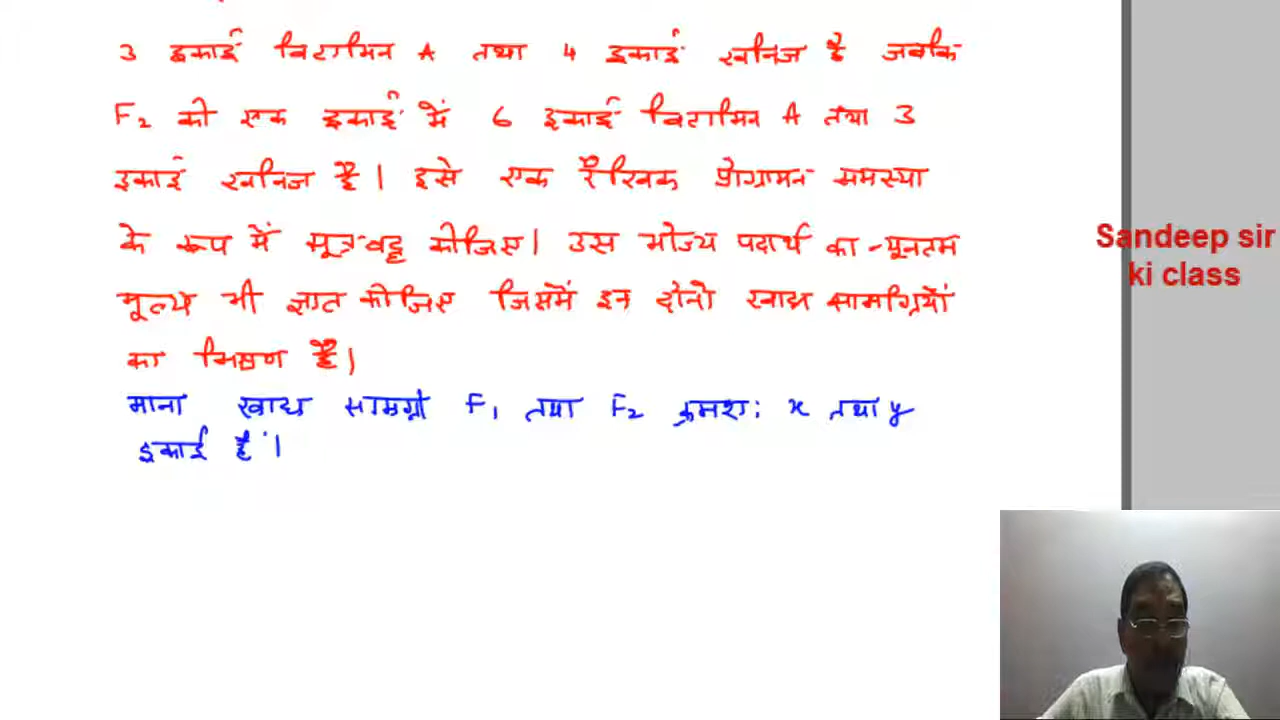 3 इकाई विटामिन A तथा 4 इकाई खनिज है जबकि
F₂ की एक इकाई में 6 इकाई विटामिन A तथा 3
इकाई खनिज है। इसे एक रैखिक प्रोग्रामन समस्या
के रूप में सूत्रबद्ध कीजिए। उस भोज्य पदार्थ का न्यूनतम
मूल्य भी ज्ञात कीजिए जिसमें इन दोनों खाद्य सामग्रियों
का मिश्रण है।
माना खाद्य सामग्री F₁ तथा F₂ क्रमशः x तथा y
इकाई हैं।
Sandeep sir
ki class